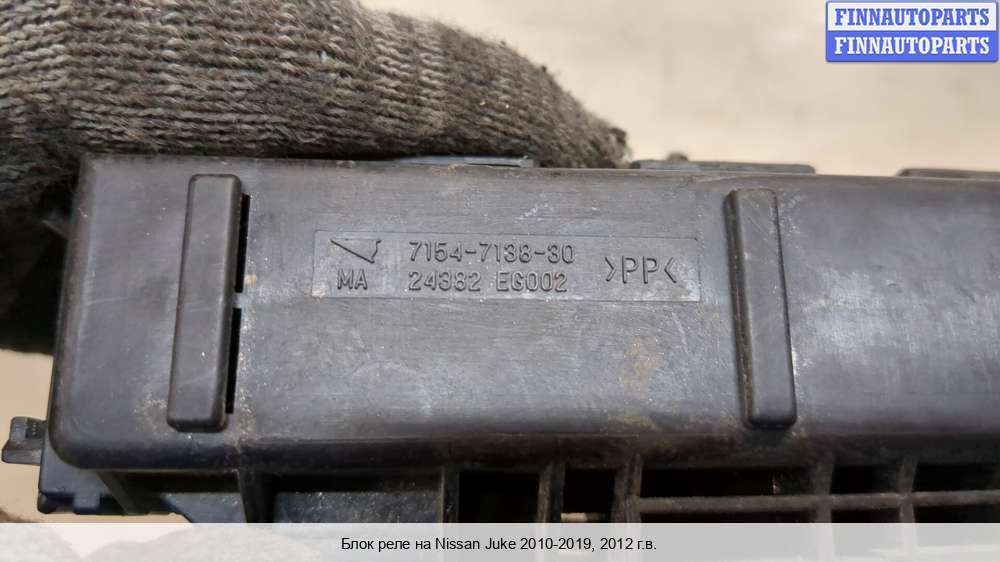 FINNAUTOPARTS
FINNAUTOPARTS
7154-7138-30
MA 24382 EG002 >PP<
Блок реле на Nissan Juke 2010-2019, 2012 г.в.